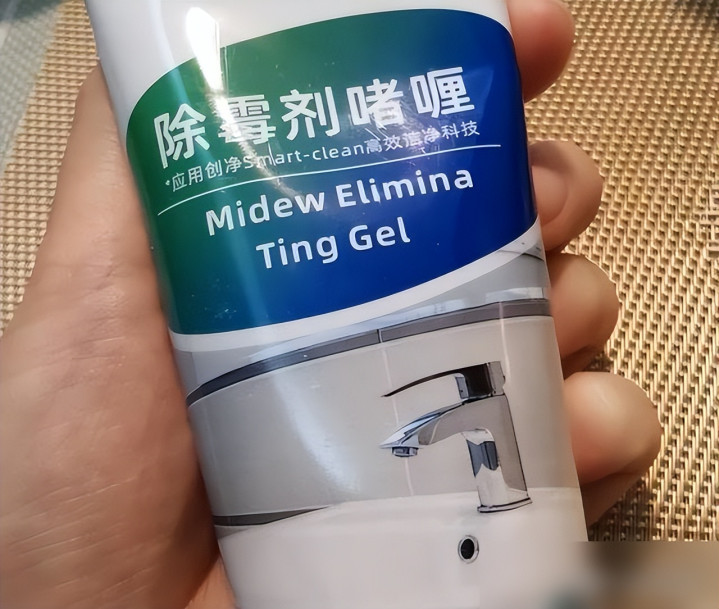 除霉剂啫喱
*应用创净Smart-clean高效洁净科技
Midew Elimina
Ting Gel